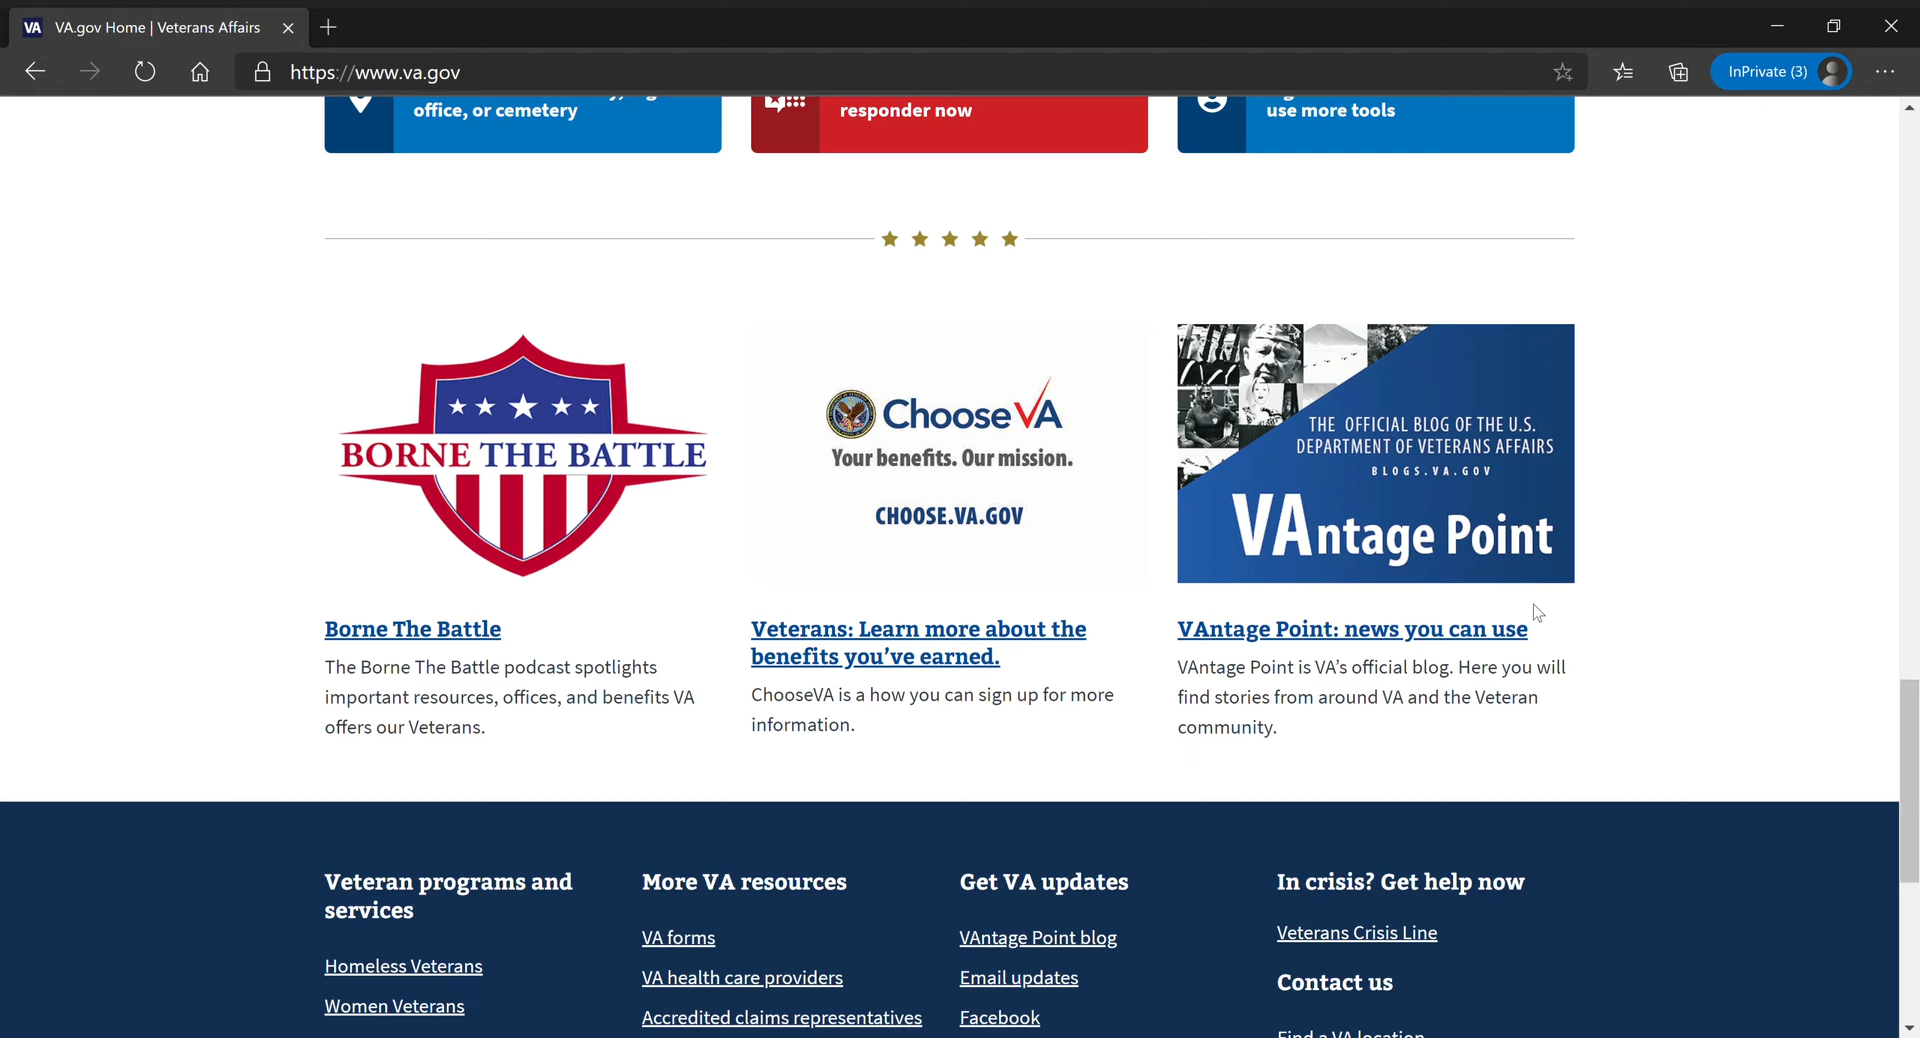 VA VA.gov Home | Veterans Affairs
https://www.va.gov
InPrivate (3)
office, or cemetery
responder now
use more tools
BORNE THE BATTLE
Choose VA
Your benefits. Our mission.
CHOOSE.VA.GOV
THE OFFICIAL BLOG OF THE U.S.
DEPARTMENT OF VETERANS AFFAIRS
BLOGS.VA.GOV
VAntage Point
Borne The Battle
The Borne The Battle podcast spotlights
important resources, offices, and benefits VA
offers our Veterans.
Veterans: Learn more about the
benefits you’ve earned.
ChooseVA is a how you can sign up for more
information.
VAntage Point: news you can use
VAntage Point is VA’s official blog. Here you will
find stories from around VA and the Veteran
community.
Veteran programs and
services
Homeless Veterans
Women Veterans
More VA resources
VA forms
VA health care providers
Accredited claims representatives
Get VA updates
VAntage Point blog
Email updates
Facebook
In crisis? Get help now
Veterans Crisis Line
Contact us
Find a VA location